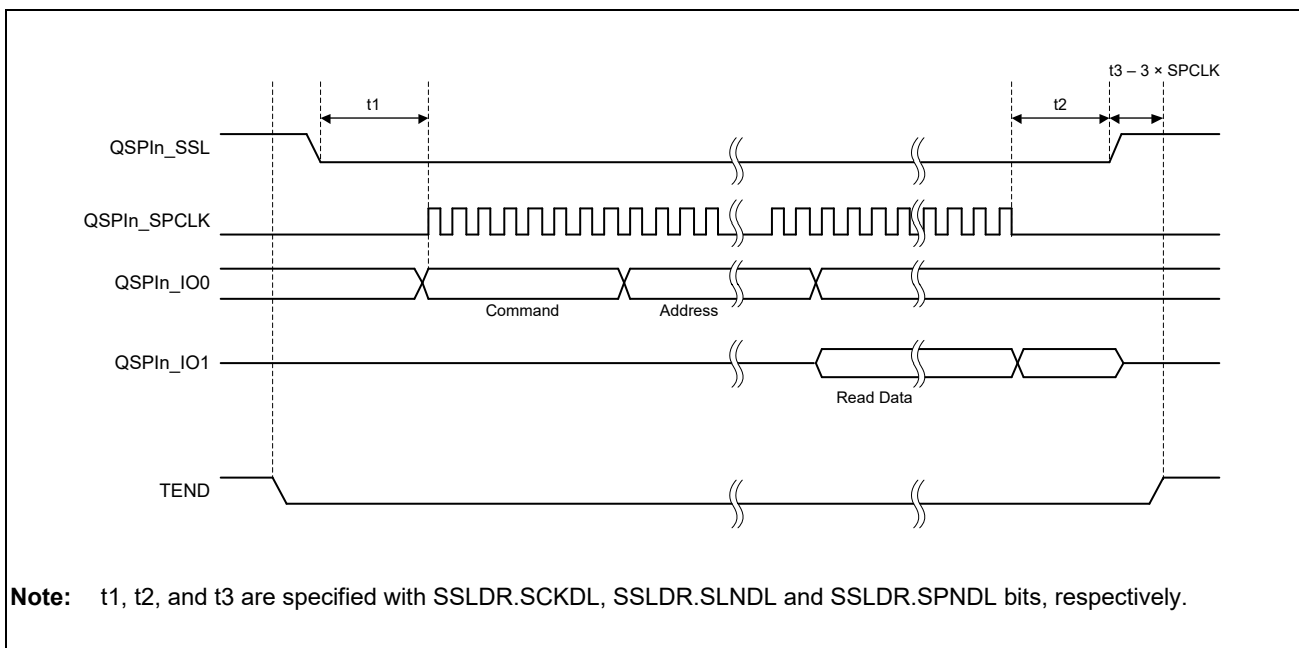 t3 – 3 × SPCLK
t1
t2
QSPIn_SSL
QSPIn_SPCLK
QSPIn_IO0
Command
Address
QSPIn_IO1
Read Data
TEND
Note: t1, t2, and t3 are specified with SSLDR.SCKDL, SSLDR.SLNDL and SSLDR.SPNDL bits, respectively.